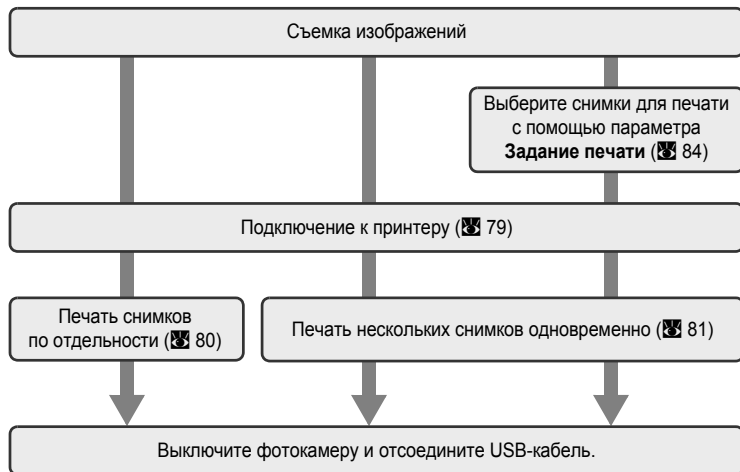 Съемка изображений
Выберите снимки для печати
с помощью параметра
Задание печати ( 84)
Подключение к принтеру ( 79)
Печать снимков
по отдельности ( 80)
Печать нескольких снимков одновременно ( 81)
Выключите фотокамеру и отсоедините USB-кабель.